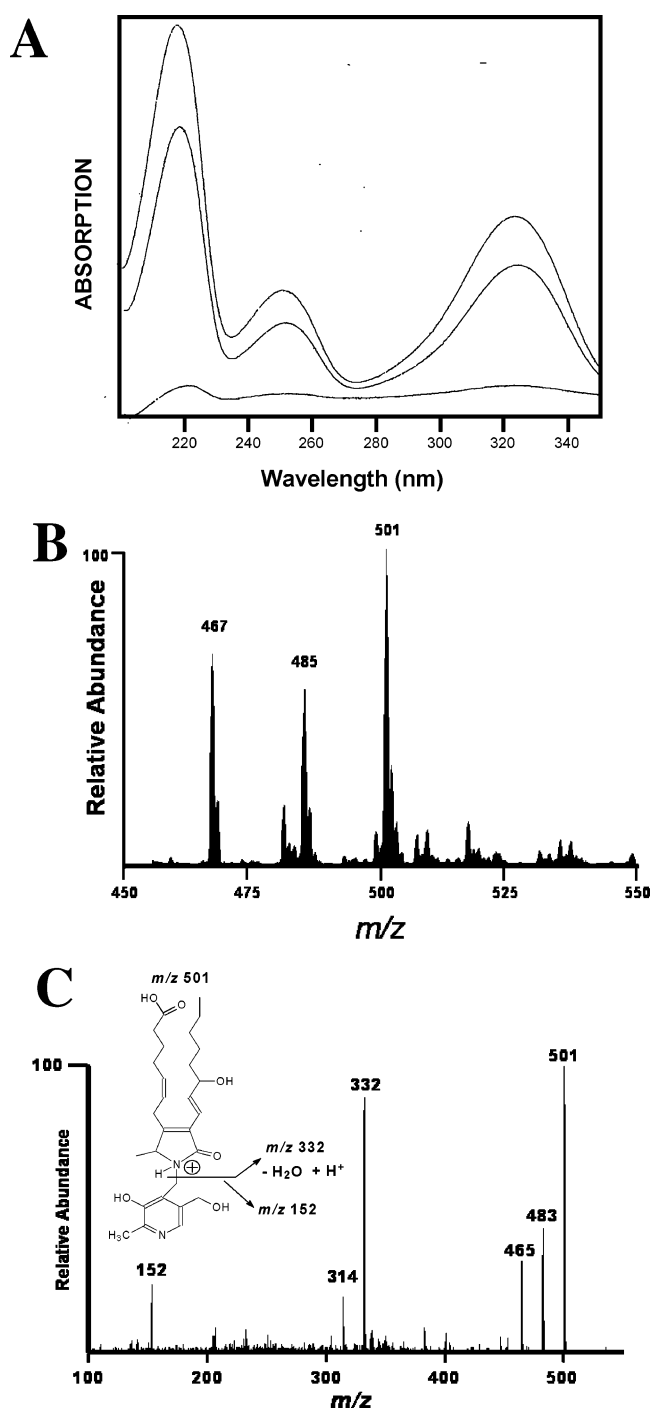 A
ABSORPTION
220 240 260 280 300 320 340
Wavelength (nm)
B
501
100
467
485
Relative Abundance
450 475 500 525 550
m/z
C
m/z 501
HO
O
501
100
332
OH
O
m/z 332
N
H
- H₂O + H⁺
HO
OH
m/z 152
H₃C
N
483
465
152
314
Relative Abundance
100 200 300 400 500
m/z